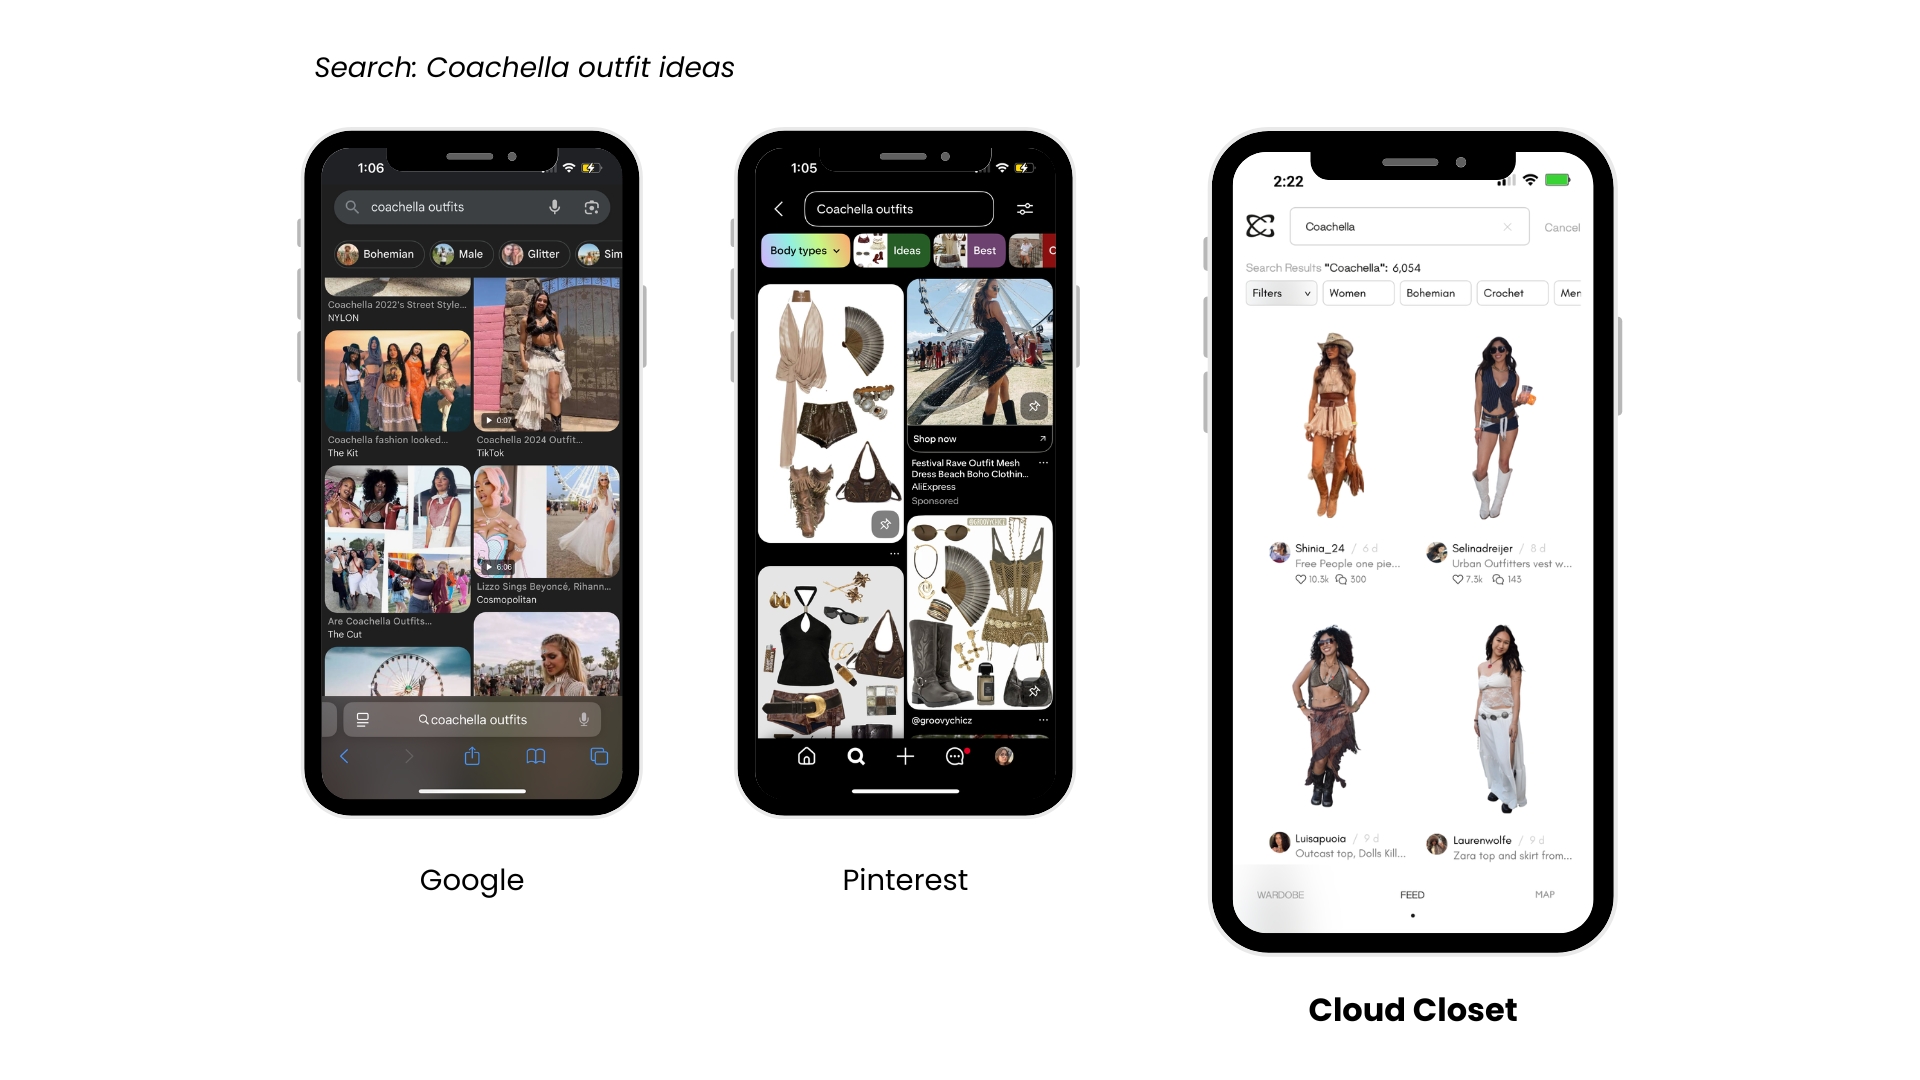 Search: Coachella outfit ideas
1:06
coachella outfits
Bohemian
Male
Glitter
Sim
Coachella 2022's Street Style...
NYLON
0:07
Coachella fashion looked...
The Kit
Coachella 2024 Outfit...
TikTok
6:06
Lizzo Sings Beyoncé, Rihann...
Cosmopolitan
Are Coachella Outfits...
The Cut
coachella outfits
Google
1:05
Coachella outfits
Body types
Ideas
Best
C
Shop now
Festival Rave Outfit Mesh
Dress Beach Boho Clothin...
AliExpress
Sponsored
@groovychicz
Pinterest
2:22
Coachella
Cancel
Search Results "Coachella": 6,054
Filters
Women
Bohemian
Crochet
Men
Shinia_24 / 6 d
Free People one pie...
10.3k 300
Selinadreijer / 8 d
Urban Outfitters vest w...
7.3k 143
Luisapuoia / 9 d
Outcast top, Dolls Kill...
Laurenwolfe / 9 d
Zara top and skirt from...
WARDOBE
FEED
MAP
Cloud Closet